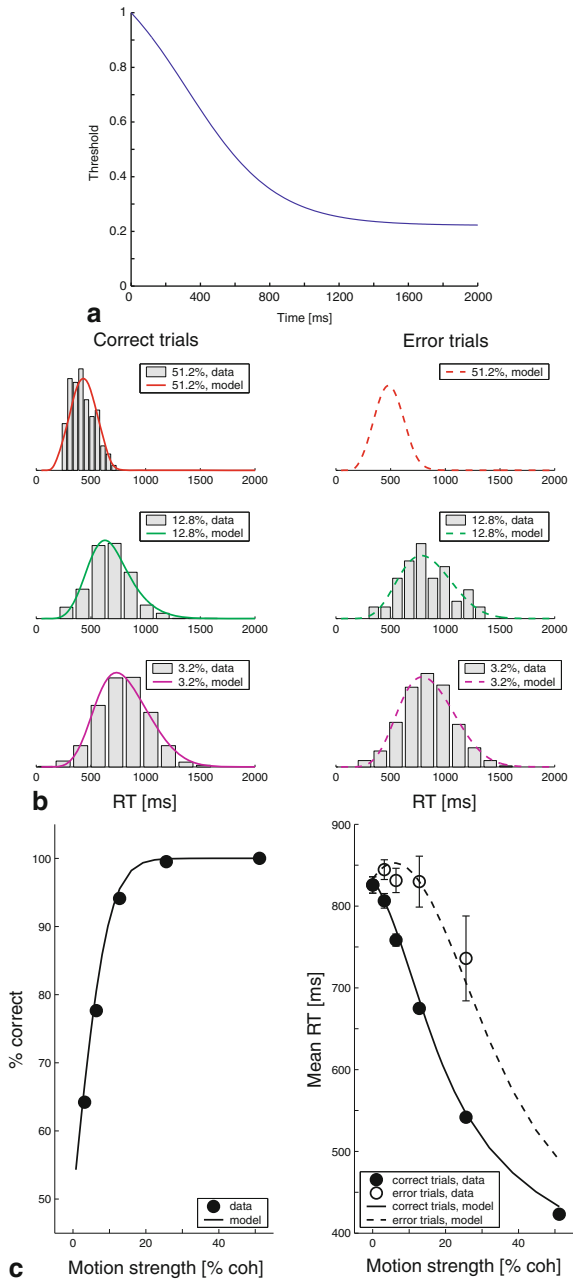 1
0.8
0.6
0.4
0.2
0
Threshold
0 400 800 1200 1600 2000
Time [ms]
a
Correct trials
Error trials
51.2%, data
51.2%, model
0 500 1000 1500 2000
51.2%, model
0 500 1000 1500 2000
12.8%, data
12.8%, model
0 500 1000 1500 2000
12.8%, data
12.8%, model
0 500 1000 1500 2000
3.2%, data
3.2%, model
0 500 1000 1500 2000
RT [ms]
3.2%, data
3.2%, model
0 500 1000 1500 2000
RT [ms]
b
100
90
80
70
60
50
% correct
data
model
0 20 40
Motion strength [% coh]
900
800
700
600
500
400
Mean RT [ms]
correct trials, data
error trials, data
correct trials, model
error trials, model
0 20 40
Motion strength [% coh]
c